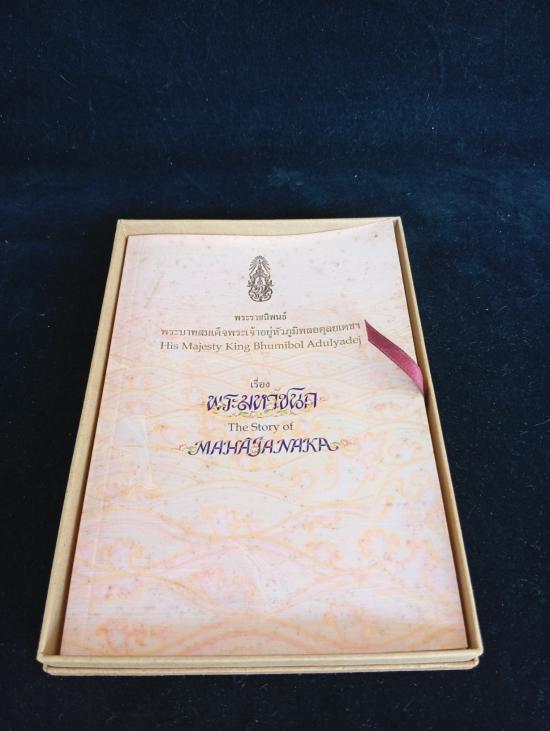 พระราชนิพนธ์
พระบาทสมเด็จพระเจ้าอยู่หัวภูมิพลอดุลยเดชฯ
His Majesty King Bhumibol Adulyadej
เรื่อง
พระมหาชนก
The Story of
MAHAJANAKA